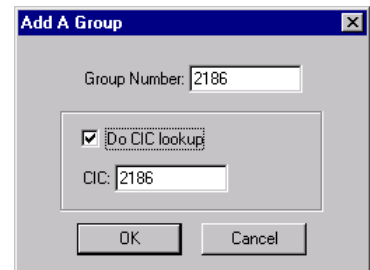 Add A Group
Group Number: 2186
Do CIC lookup
CIC: 2186
OK Cancel